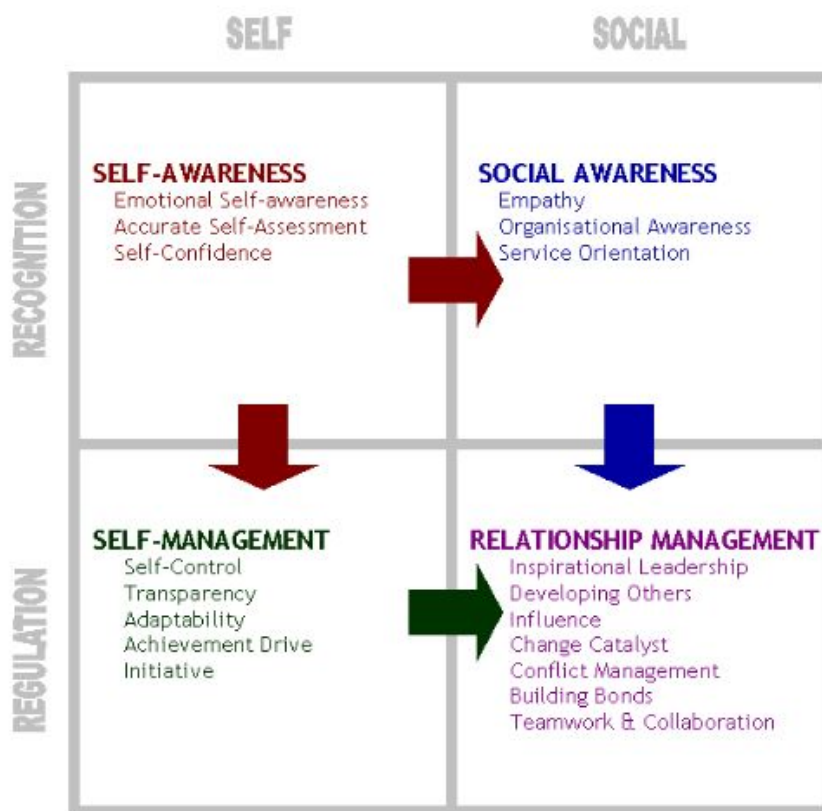 SELF
SOCIAL
RECOGNITION
SELF-AWARENESS
Emotional Self-awareness
Accurate Self-Assessment
Self-Confidence
SOCIAL AWARENESS
Empathy
Organisational Awareness
Service Orientation
REGULATION
SELF-MANAGEMENT
Self-Control
Transparency
Adaptability
Achievement Drive
Initiative
RELATIONSHIP MANAGEMENT
Inspirational Leadership
Developing Others
Influence
Change Catalyst
Conflict Management
Building Bonds
Teamwork & Collaboration